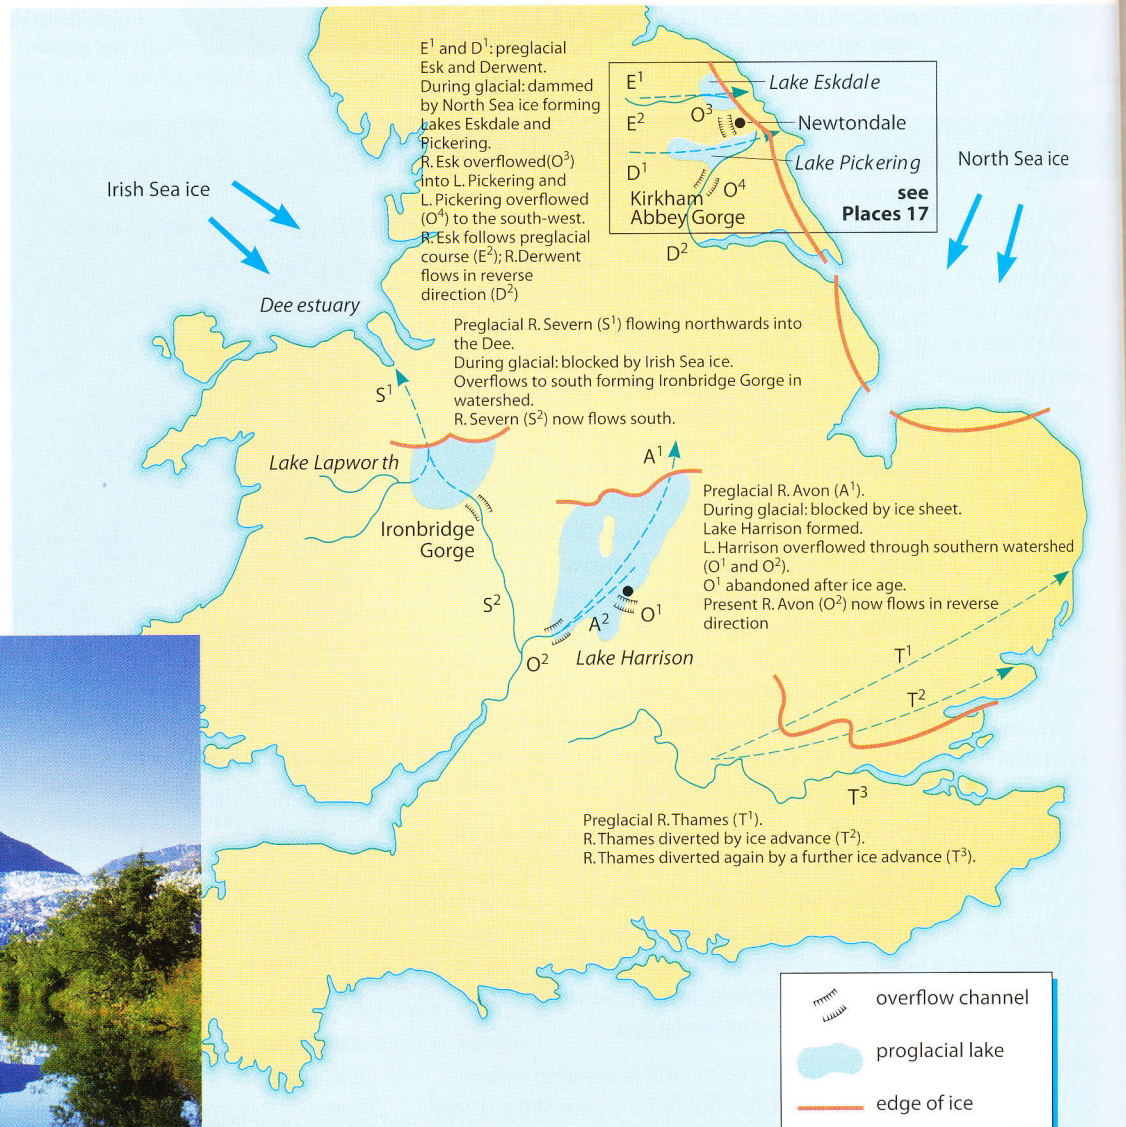 E¹ and D¹: preglacial
Esk and Derwent.
During glacial: dammed
by North Sea ice forming
Lakes Eskdale and
Pickering.
R. Esk overflowed(O³)
into L. Pickering and
L. Pickering overflowed
(O⁴) to the south-west.
R. Esk follows preglacial
course (E²); R.Derwent
flows in reverse
direction (D²)
E¹
Lake Eskdale
O³
E²
Newtondale
D¹
Lake Pickering
O⁴
Kirkham
Abbey Gorge
see
Places 17
D²
North Sea ice
Irish Sea ice
Dee estuary
Preglacial R. Severn (S¹) flowing northwards into
the Dee.
During glacial: blocked by Irish Sea ice.
Overflows to south forming Ironbridge Gorge in
watershed.
R. Severn (S²) now flows south.
S¹
Lake Lapworth
Ironbridge
Gorge
S²
A¹
Preglacial R. Avon (A¹).
During glacial: blocked by ice sheet.
Lake Harrison formed.
L. Harrison overflowed through southern watershed
(O¹ and O²).
O¹ abandoned after ice age.
Present R. Avon (O²) now flows in reverse
direction
O¹
A²
O²
Lake Harrison
T¹
T²
T³
Preglacial R. Thames (T¹).
R. Thames diverted by ice advance (T²).
R. Thames diverted again by a further ice advance (T³).
overflow channel
proglacial lake
edge of ice